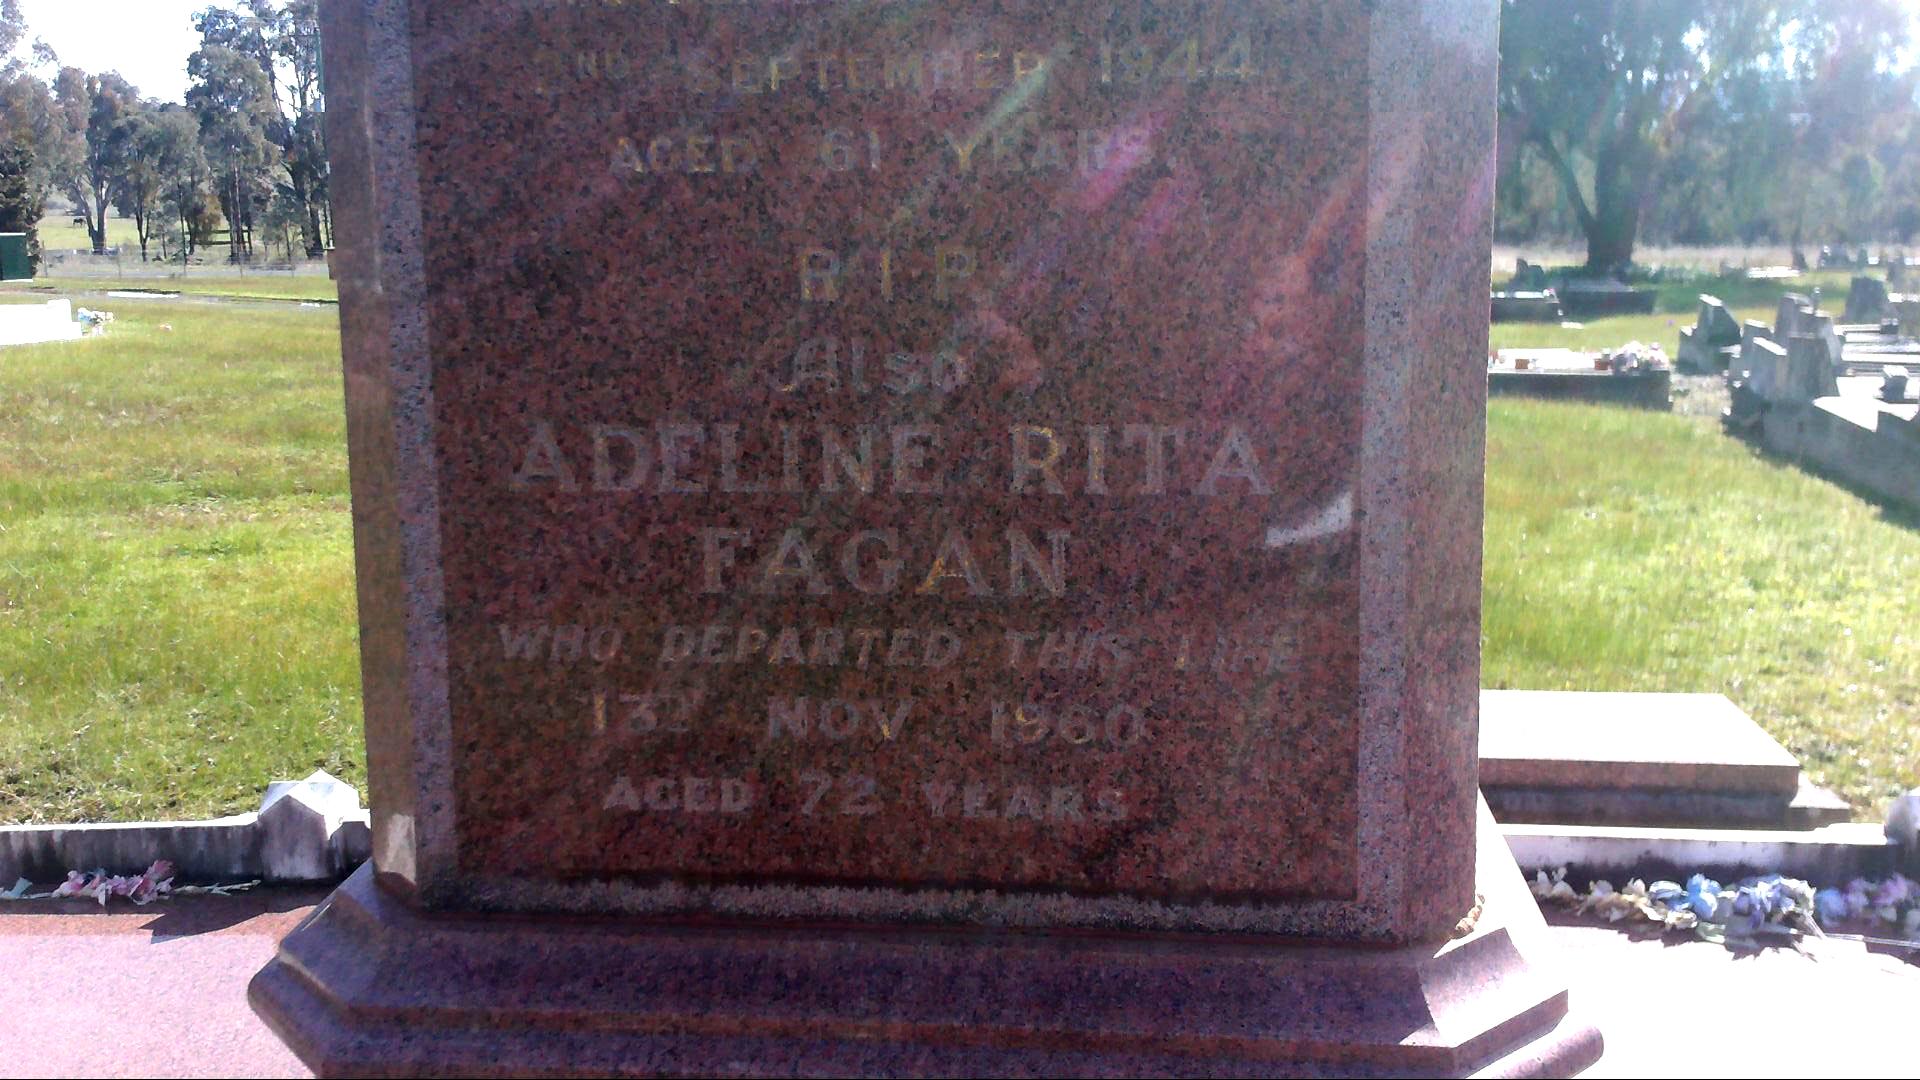 2ND SEPTEMBER 1944
AGED 61 YEARS.
R.I.P.
Also
ADELINE RITA
FAGAN
WHO DEPARTED THIS LIFE
13TH NOV 1960
AGED 72 YEARS